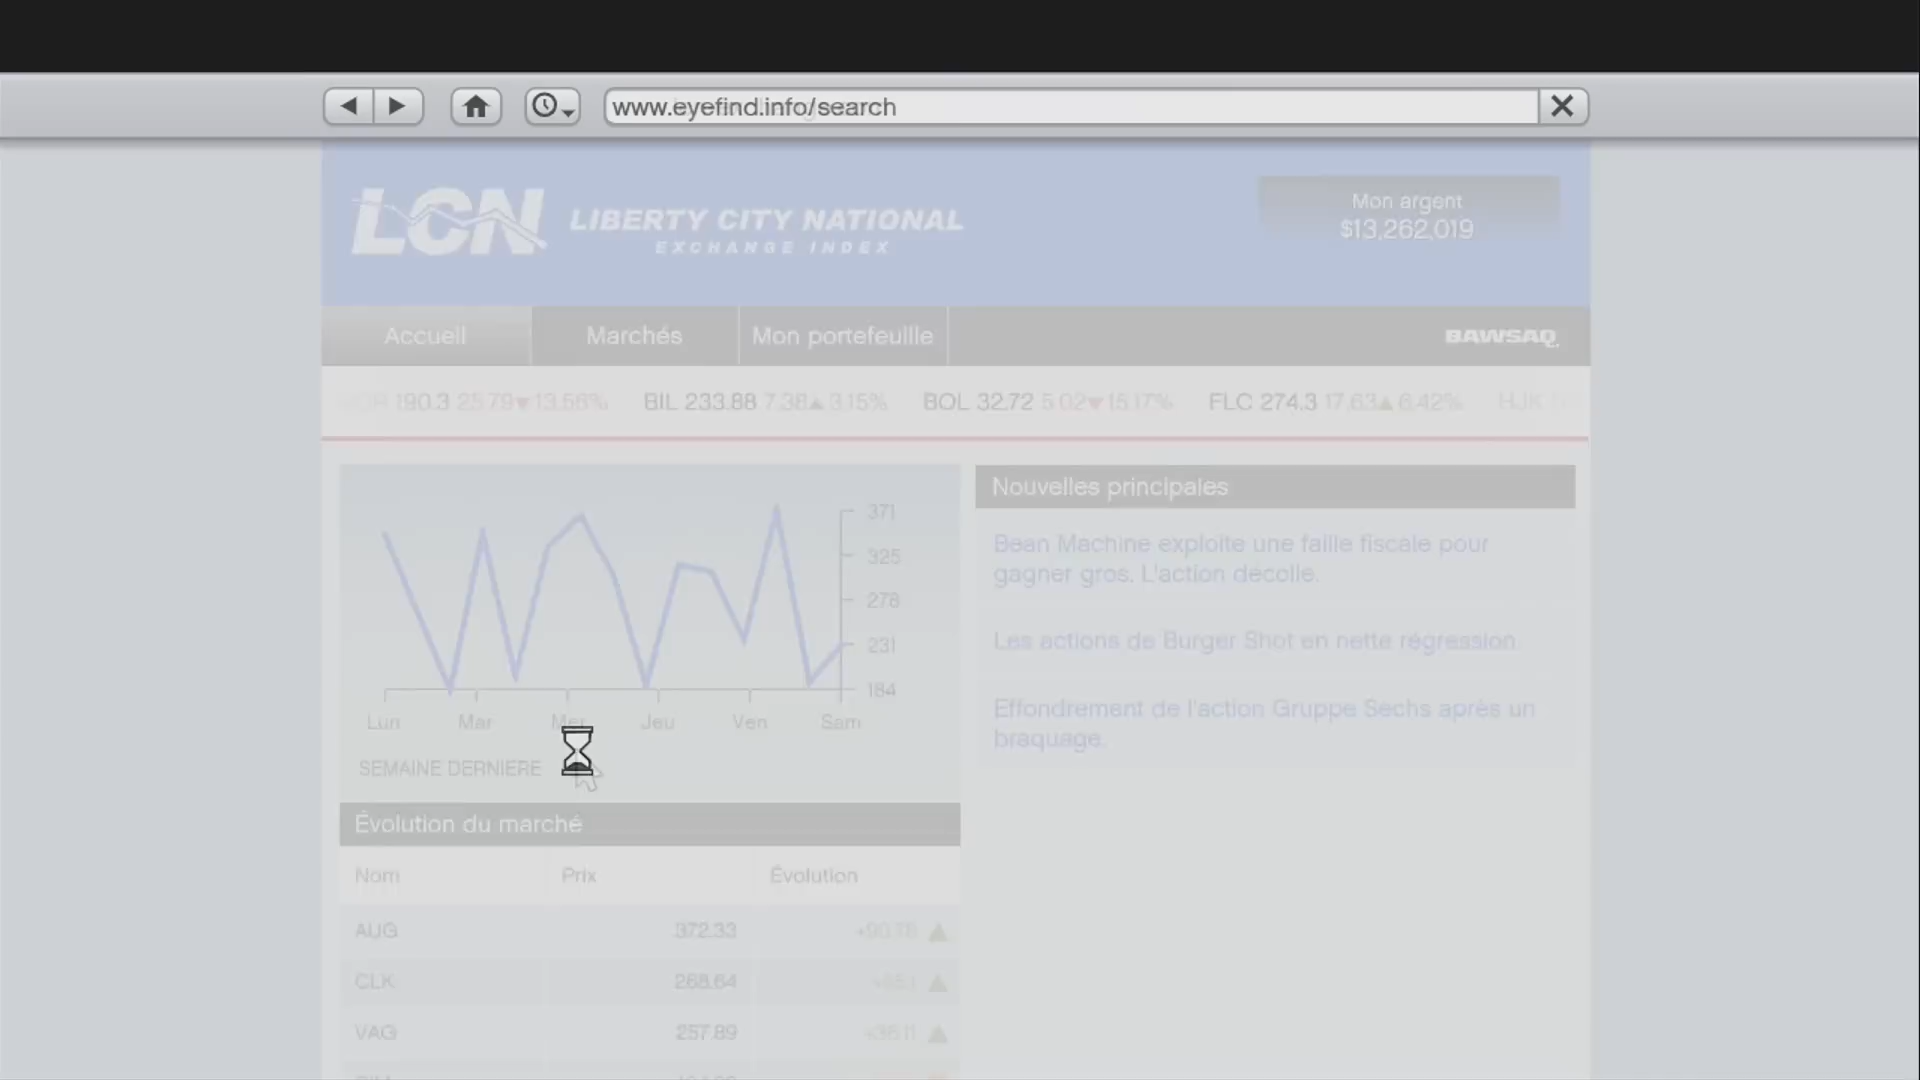 www.eyefind.info/search
LCN
LIBERTY CITY NATIONAL
EXCHANGE INDEX
Mon argent
$13,262,019
Accueil
Marchés
Mon portefeuille
BAWSAQ
190.3 25.79▼13.56% BIL 233.88 7.38▲3.15% BOL 32.72 5.02▼15.17% FLC 274.3 17.63▲6.42% HJK
371
325
278
231
184
Lun Mar Mer Jeu Ven Sam
SEMAINE DERNIERE
Évolution du marché
Nom Prix Évolution
AUG 372.33
CLK 268.64
VAG 257.89 +36.11
Nouvelles principales
Bean Machine exploite une faille fiscale pour
gagner gros. L'action décolle.
Les actions de Burger Shot en nette régression
Effondrement de l'action Gruppe Sechs après un
braquage.